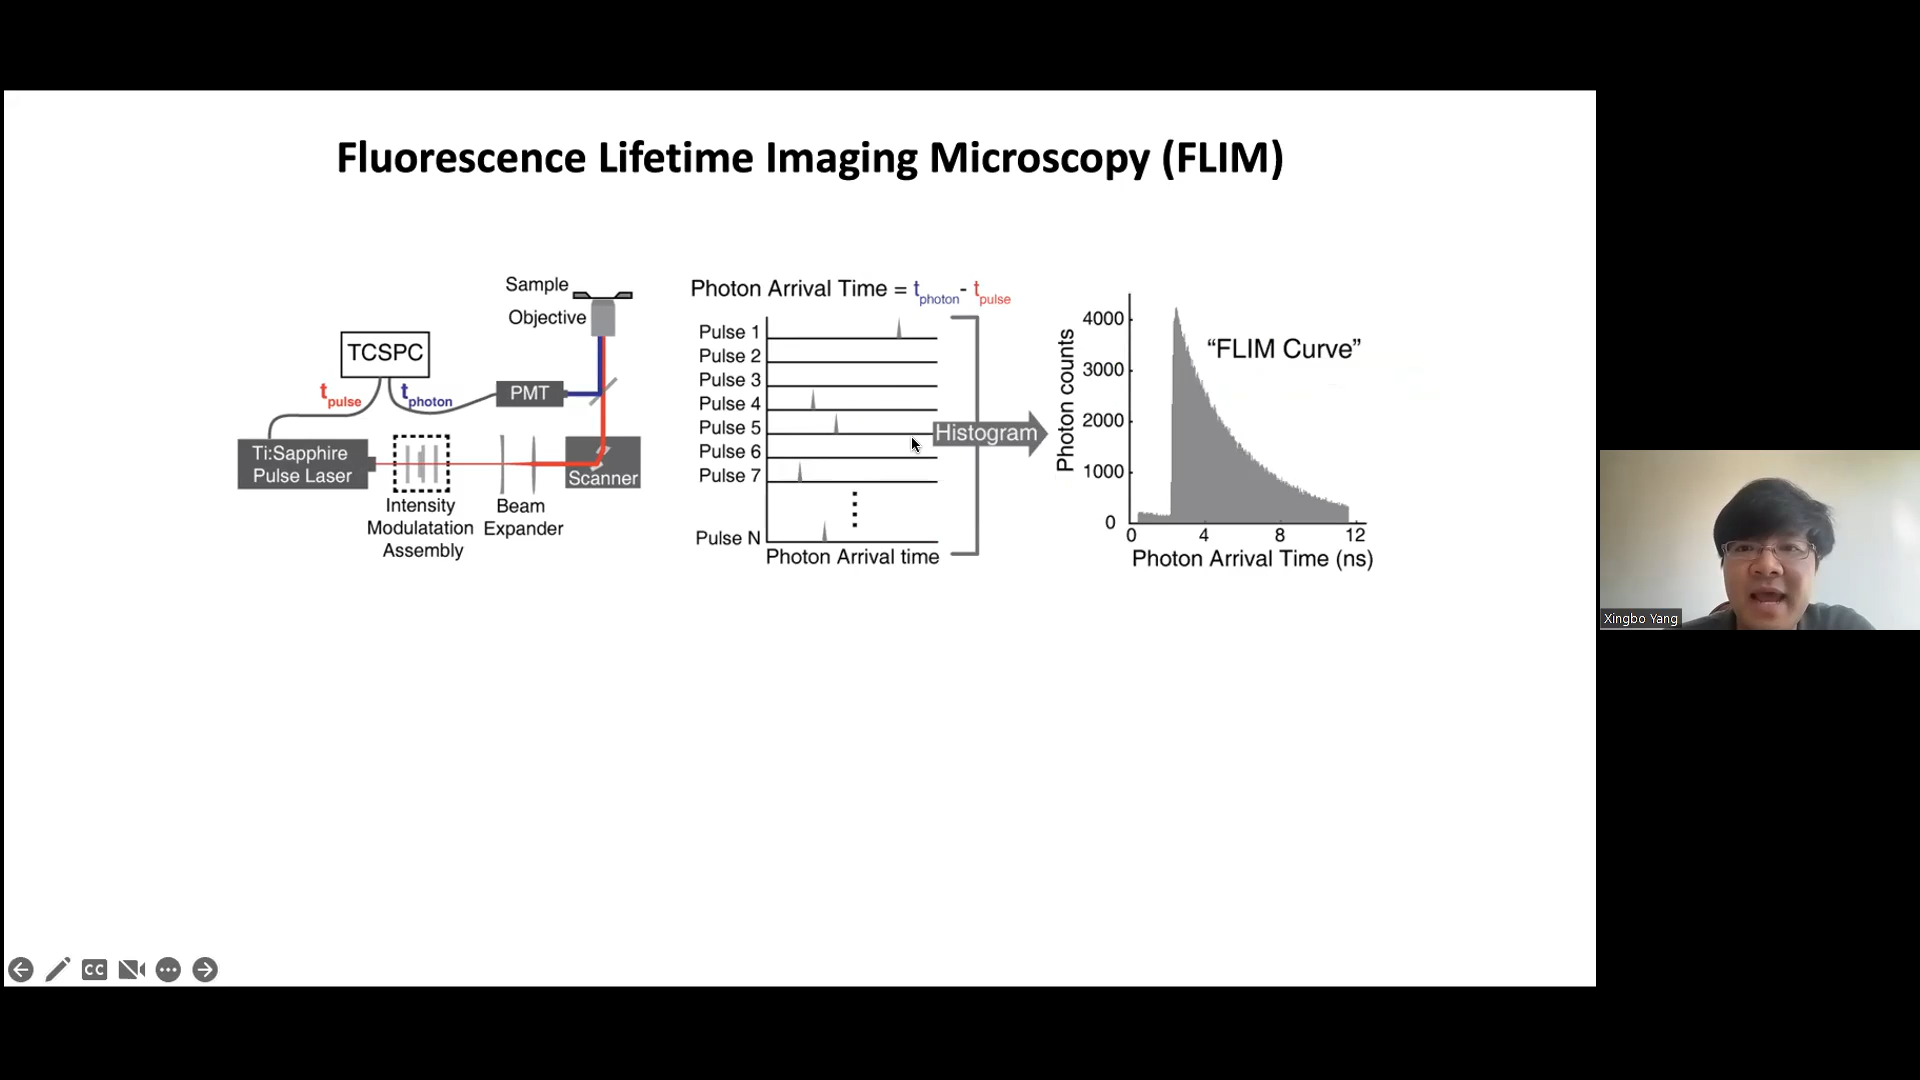 Fluorescence Lifetime Imaging Microscopy (FLIM)
Sample
Objective
TCSPC
tpulse
tphoton
PMT
Ti:Sapphire
Pulse Laser
Scanner
Intensity
Modulatation
Assembly
Beam
Expander
Photon Arrival Time = tphoton- tpulse
Pulse 1
Pulse 2
Pulse 3
Pulse 4
Pulse 5
Pulse 6
Pulse 7
Pulse N
Photon Arrival time
Histogram
“FLIM Curve”
Photon counts
4000
3000
2000
1000
0
0 4 8 12
Photon Arrival Time (ns)
Xingbo Yang
CC